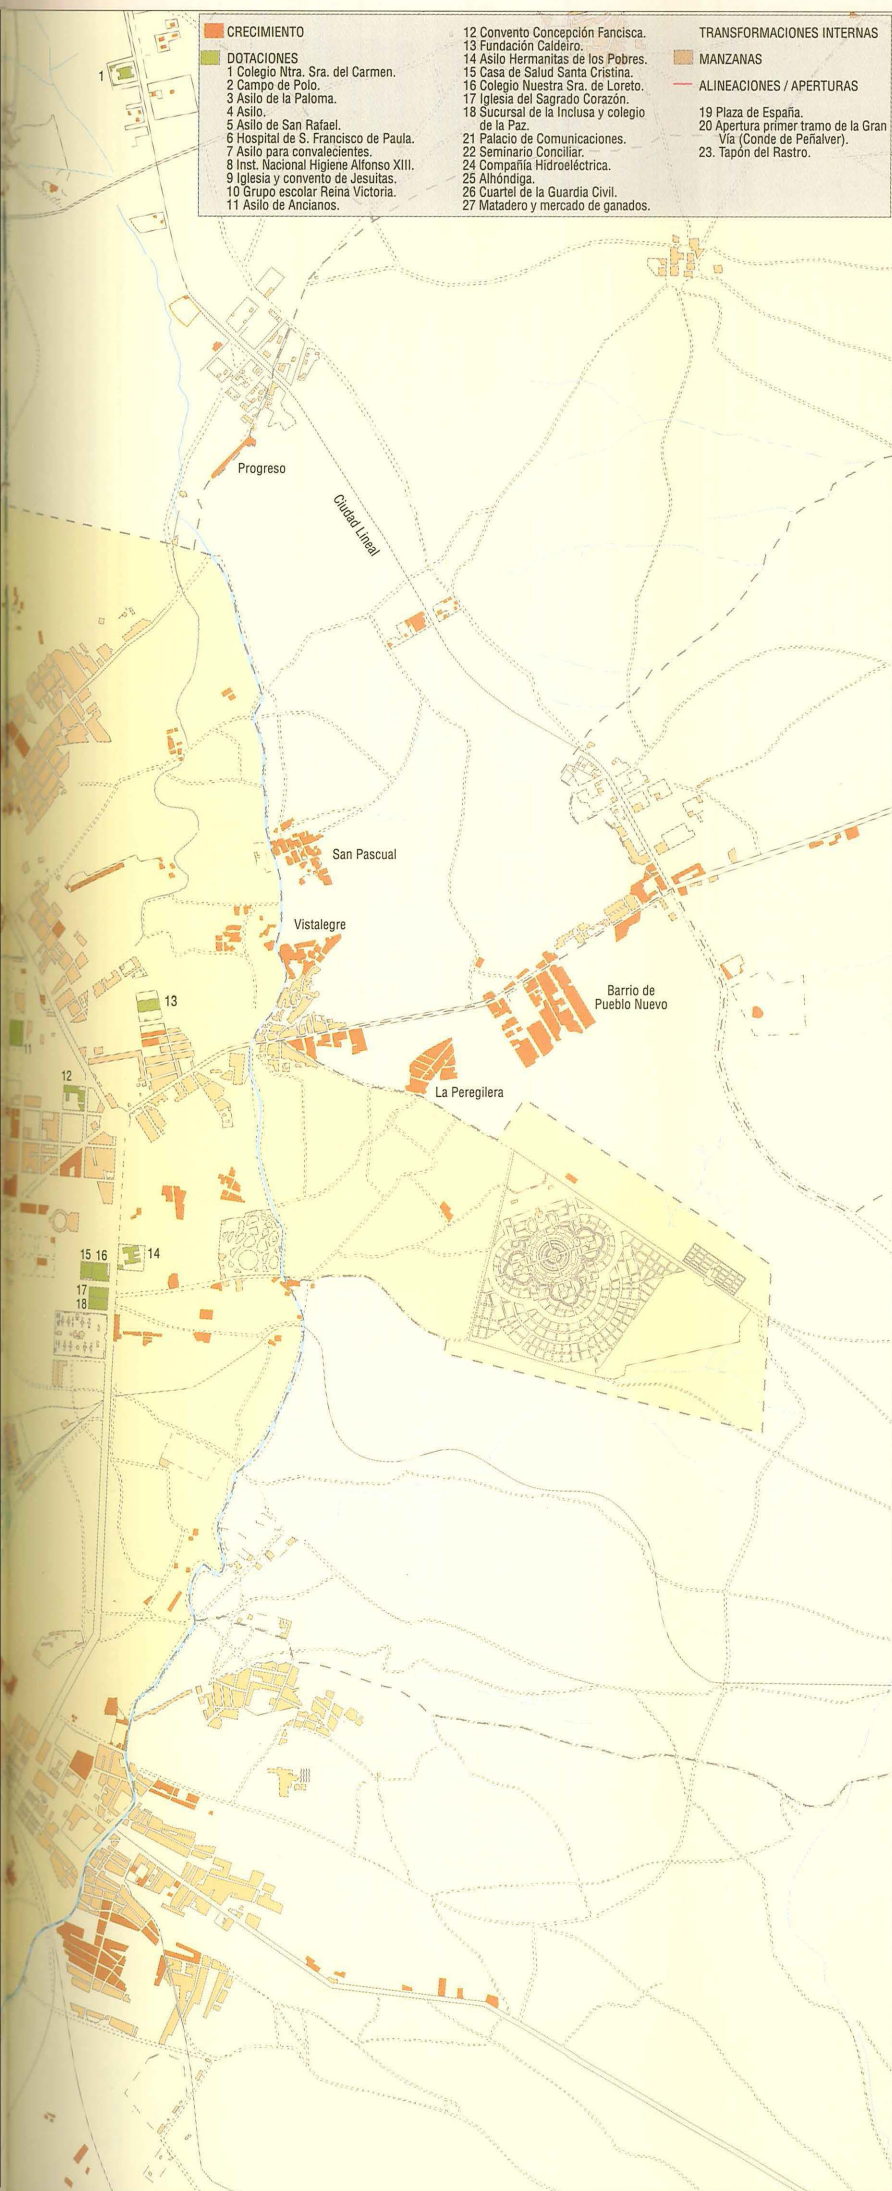 CRECIMIENTO
DOTACIONES
1 Colegio Ntra. Sra. del Carmen.
2 Campo de Polo.
3 Asilo de la Paloma.
4 Asilo.
5 Asilo de San Rafael.
6 Hospital de S. Francisco de Paula.
7 Asilo para convalecientes.
8 Inst. Nacional Higiene Alfonso XIII.
9 Iglesia y convento de Jesuitas.
10 Grupo escolar Reina Victoria.
11 Asilo de Ancianos.
12 Convento Concepción Fancisca.
13 Fundación Caldeiro.
14 Asilo Hermanitas de los Pobres.
15 Casa de Salud Santa Cristina.
16 Colegio Nuestra Sra. de Loreto.
17 Iglesia del Sagrado Corazón.
18 Sucursal de la Inclusa y colegio
de la Paz.
21 Palacio de Comunicaciones.
22 Seminario Conciliar.
24 Compañía Hidroeléctrica.
25 Alhóndiga.
26 Cuartel de la Guardia Civil.
27 Matadero y mercado de ganados.
TRANSFORMACIONES INTERNAS
MANZANAS
ALINEACIONES / APERTURAS
19 Plaza de España.
20 Apertura primer tramo de la Gran
Vía (Conde de Peñalver).
23. Tapón del Rastro.
1
Progreso
Ciudad Lineal
San Pascual
Vistalegre
13
Barrio de
Pueblo Nuevo
11
12
La Peregilera
14
15 16
17
18